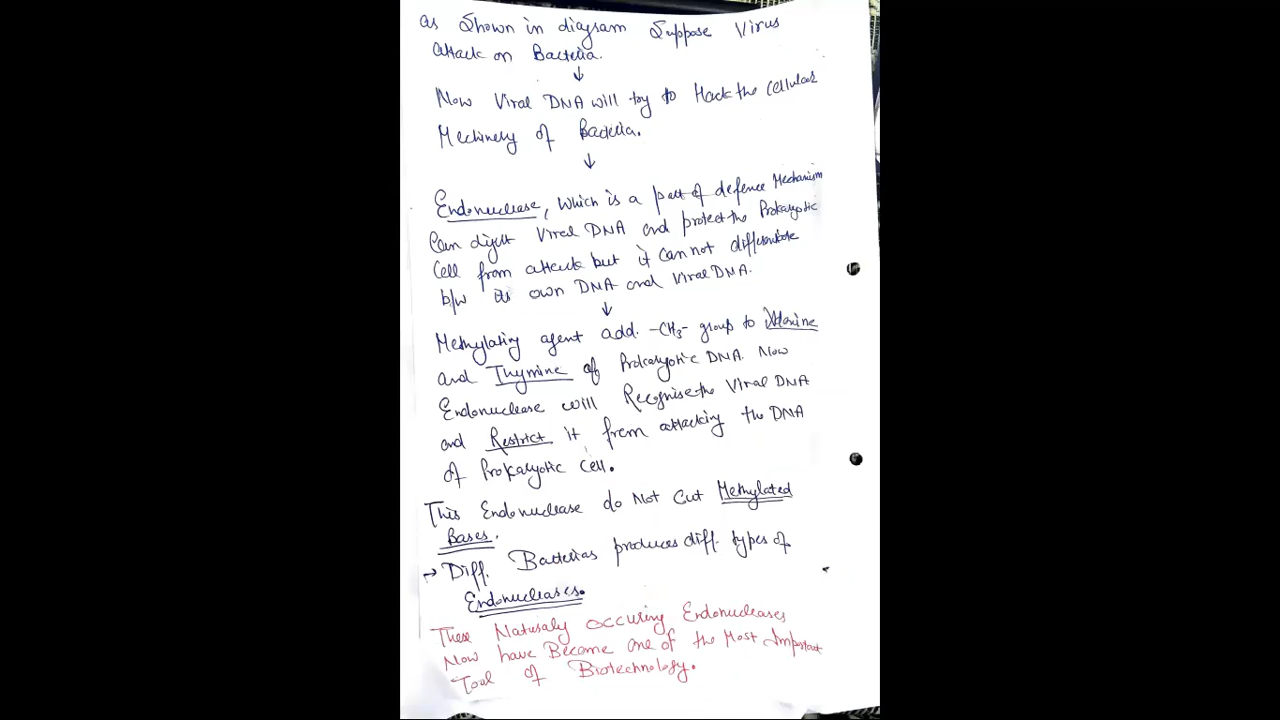 as Shown in diagram Suppose Virus
attack on Bacteria.
Now Viral DNA will try to Hack the Cellular
Mechinery of Bacteria.
Endonuclease, Which is a part of defence Mechanism
Can digest Viral DNA and protect the Prokaryotic
Cell from attack but it can not differentiate
b/w its own DNA and Viral DNA.
Methylating agent add -CH3- group to
and Thymine of Prokaryotic DNA. Now
Endonuclease will Recognise the Viral DNA
and Restrict it from attacking the DNA
of Prokaryotic Cell.
This Endonuclease do Not Cut Methylated
Bases.
→ Diff. Bacterias produces diff. types of
Endonucleases.
These Naturaly occuring Endonucleases
Now have Become one of the Most Important
Tool of Biotechnology.